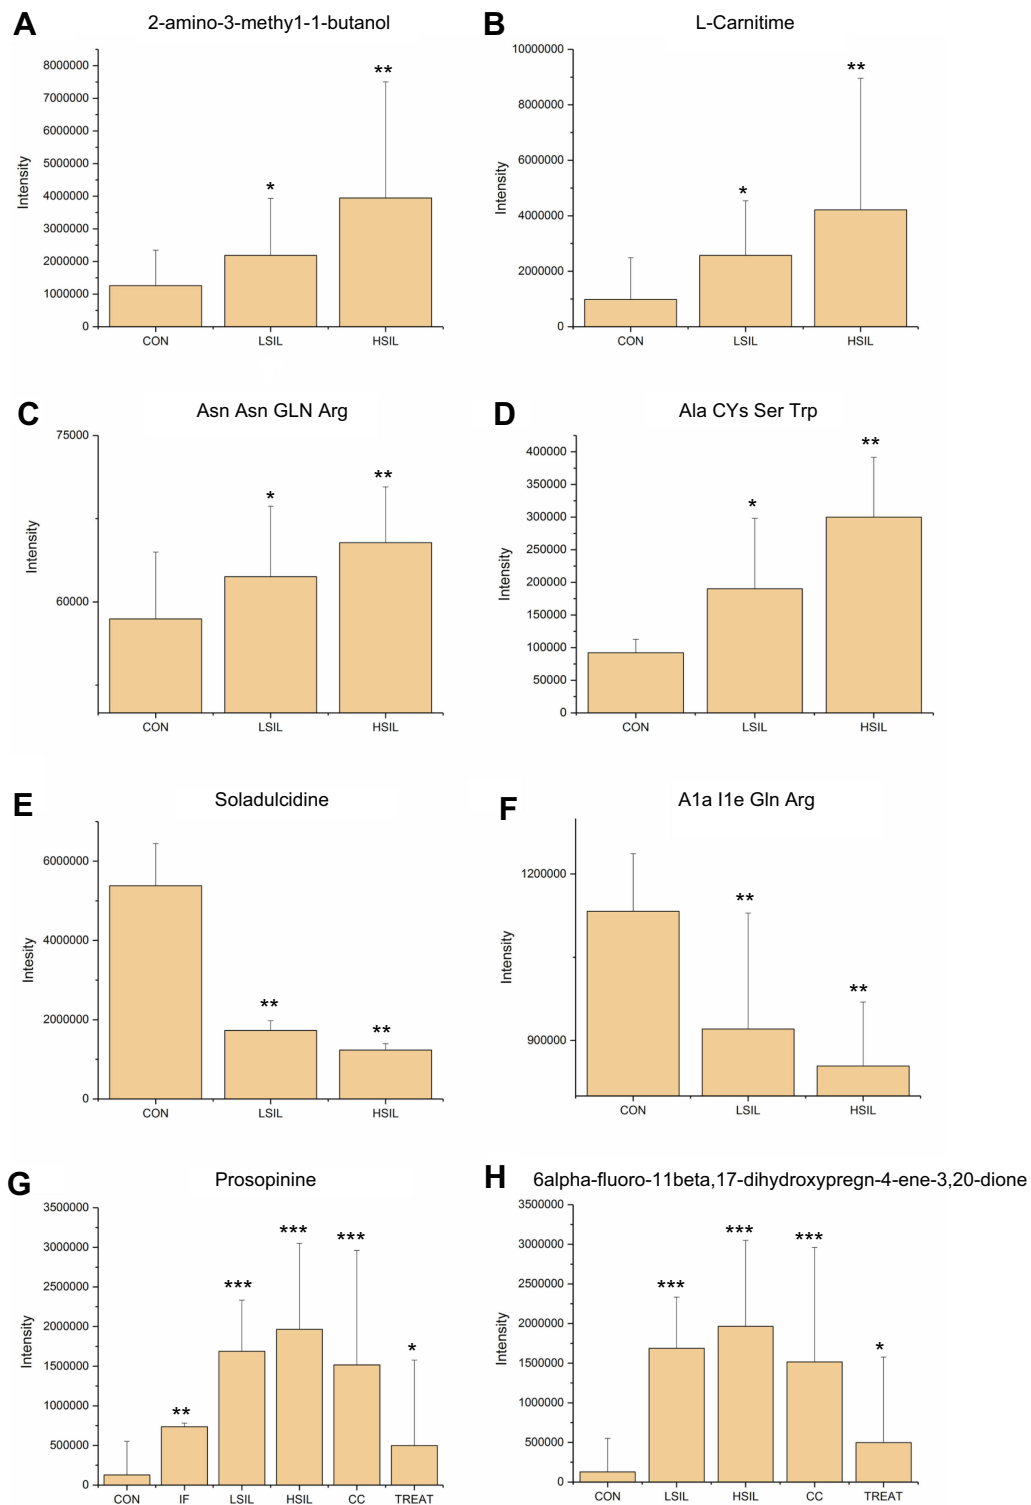 A
2-amino-3-methy1-1-butanol
8000000
7000000
6000000
5000000
4000000
3000000
2000000
1000000
0
Intensity
*
**
CON LSIL HSIL
B
L-Carnitime
10000000
8000000
6000000
4000000
2000000
0
Intensity
*
**
CON LSIL HSIL
C
Asn Asn GLN Arg
75000
60000
Intensity
*
**
CON LSIL HSIL
D
Ala CYs Ser Trp
400000
350000
300000
250000
200000
150000
100000
50000
0
Intensity
*
**
CON LSIL HSIL
E
Soladulcidine
6000000
4000000
2000000
0
Intesity
**
**
CON LSIL HSIL
F
A1a I1e Gln Arg
1200000
900000
Intensity
**
**
CON LSIL HSIL
G
Prosopinine
3500000
3000000
2500000
2000000
1500000
1000000
500000
0
Intensity
**
***
***
***
*
CON IF LSIL HSIL CC TREAT
H
6alpha-fluoro-11beta,17-dihydroxypregn-4-ene-3,20-dione
3500000
3000000
2500000
2000000
1500000
1000000
500000
0
Intensity
***
***
***
*
CON LSIL HSIL CC TREAT